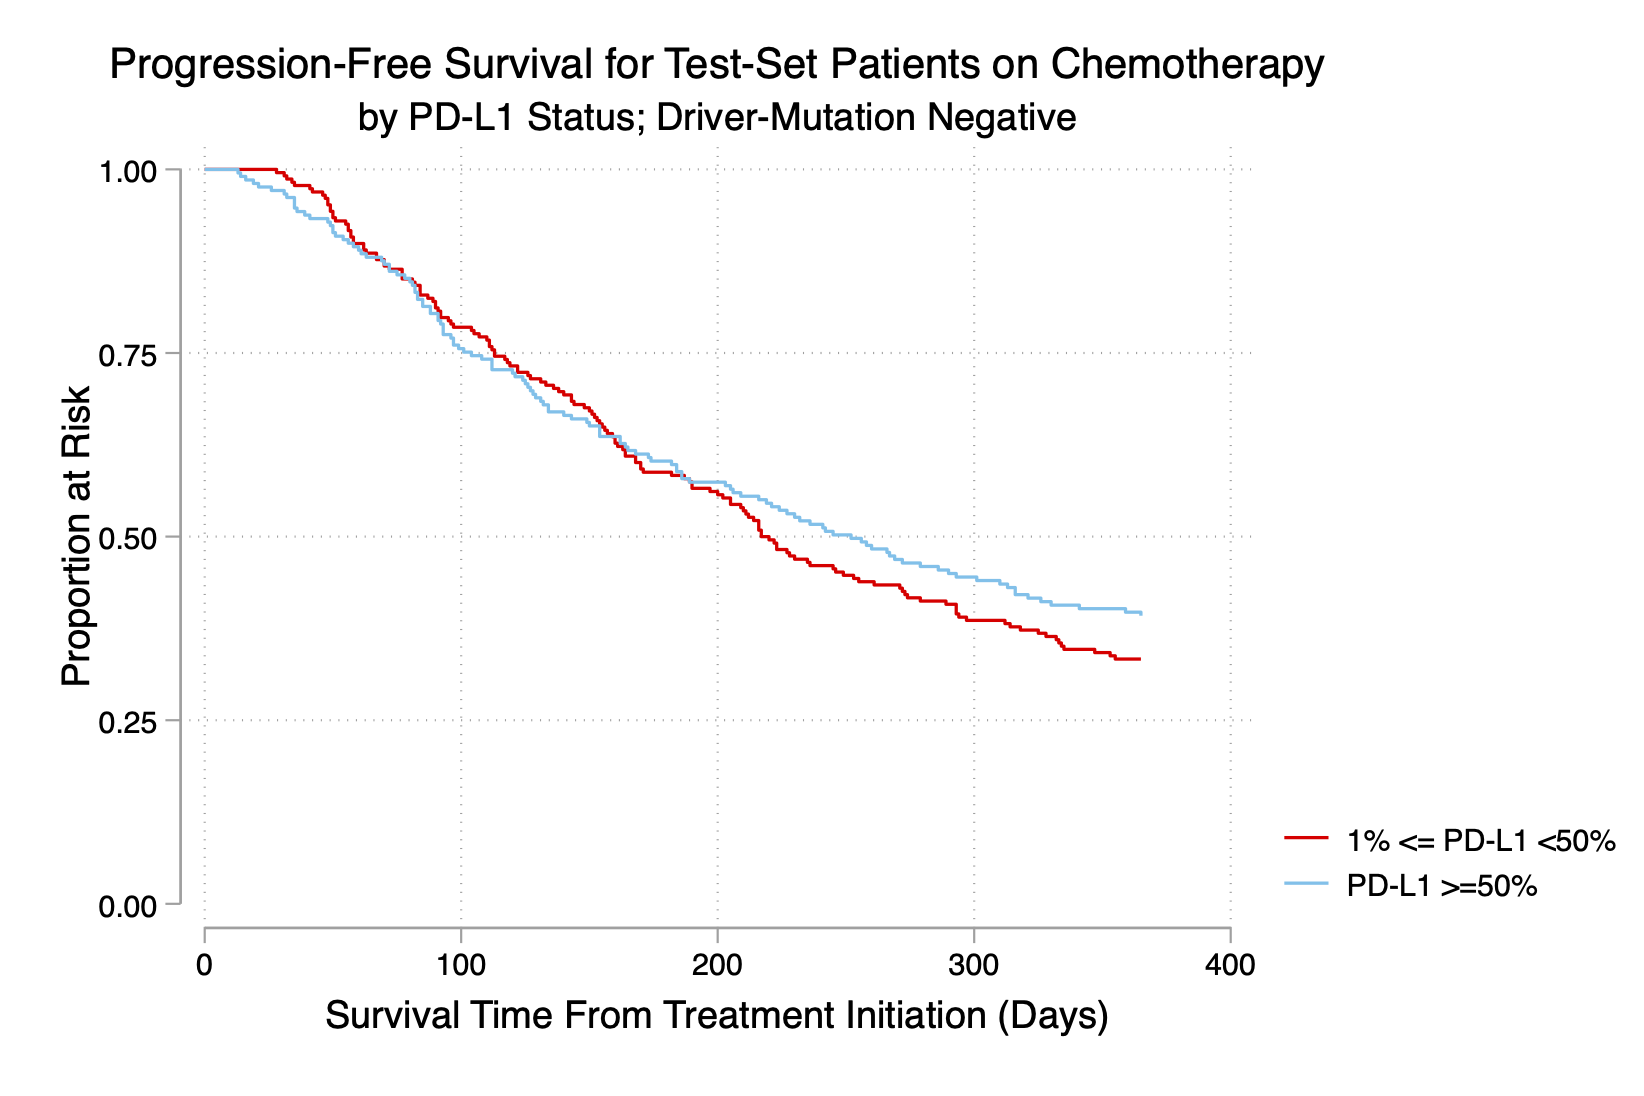 Progression-Free Survival for Test-Set Patients on Chemotherapy
by PD-L1 Status; Driver-Mutation Negative
Proportion at Risk
1.00
0.75
0.50
0.25
0.00
0 100 200 300 400
Survival Time From Treatment Initiation (Days)
1% <= PD-L1 <50%
PD-L1 >=50%